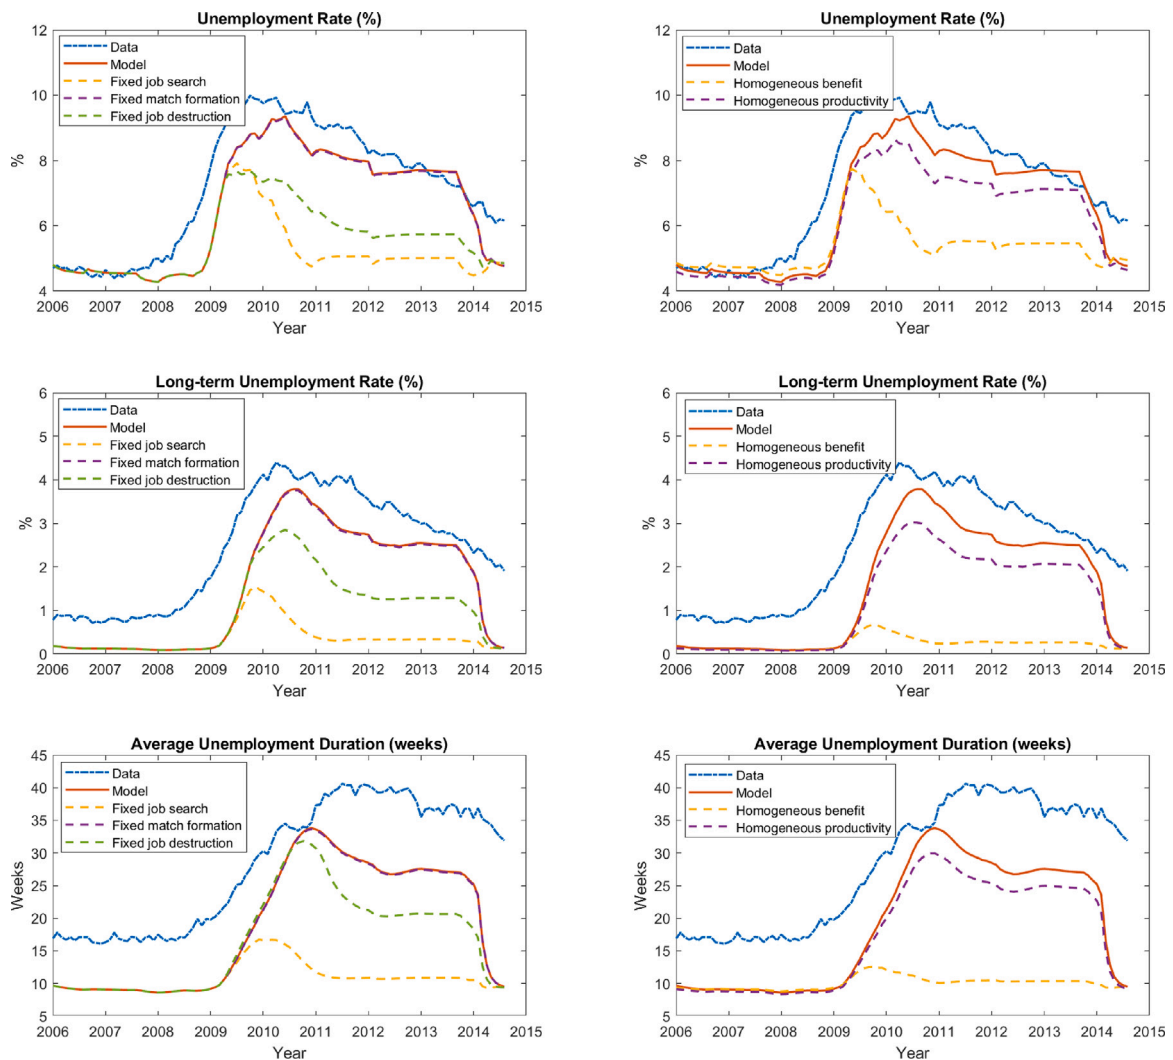 Unemployment Rate (%)
12
10
8
6
4
%
Data
Model
Fixed job search
Fixed match formation
Fixed job destruction
2006 2007 2008 2009 2010 2011 2012 2013 2014 2015
Year
Unemployment Rate (%)
12
10
8
6
4
%
Data
Model
Homogeneous benefit
Homogeneous productivity
2006 2007 2008 2009 2010 2011 2012 2013 2014 2015
Year
Long-term Unemployment Rate (%)
6
5
4
3
2
1
0
%
Data
Model
Fixed job search
Fixed match formation
Fixed job destruction
2006 2007 2008 2009 2010 2011 2012 2013 2014 2015
Year
Long-term Unemployment Rate (%)
6
5
4
3
2
1
0
%
Data
Model
Homogeneous benefit
Homogeneous productivity
2006 2007 2008 2009 2010 2011 2012 2013 2014 2015
Year
Average Unemployment Duration (weeks)
45
40
35
30
25
20
15
10
5
Weeks
Data
Model
Fixed job search
Fixed match formation
Fixed job destruction
2006 2007 2008 2009 2010 2011 2012 2013 2014 2015
Year
Average Unemployment Duration (weeks)
45
40
35
30
25
20
15
10
5
Weeks
Data
Model
Homogeneous benefit
Homogeneous productivity
2006 2007 2008 2009 2010 2011 2012 2013 2014 2015
Year